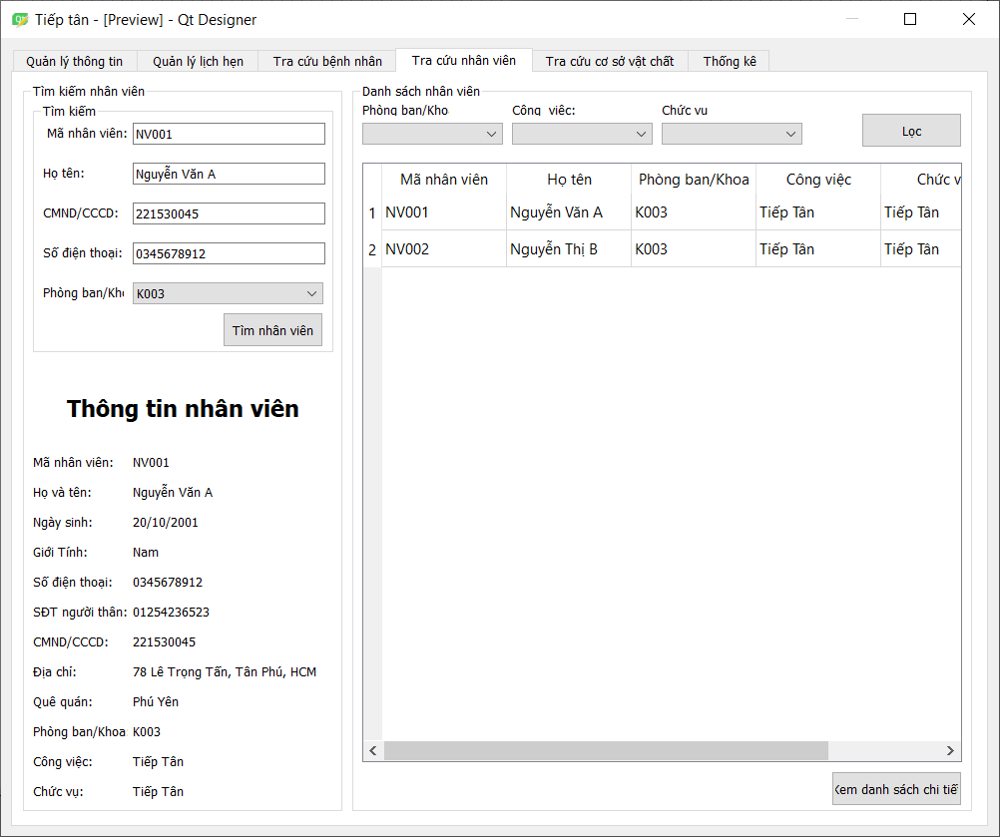 Tiếp tân - [Preview] - Qt Designer
Quản lý thông tin Quản lý lịch hẹn Tra cứu bệnh nhân Tra cứu nhân viên Tra cứu cơ sở vật chất Thống kê
Tìm kiếm nhân viên
Tìm kiếm
Mã nhân viên: NV001
Họ tên: Nguyễn Văn A
CMND/CCCD: 221530045
Số điện thoại: 0345678912
Phòng ban/Kho K003
Tìm nhân viên
Thông tin nhân viên
Mã nhân viên: NV001
Họ và tên: Nguyễn Văn A
Ngày sinh: 20/10/2001
Giới Tính: Nam
Số điện thoại: 0345678912
SĐT người thân: 01254236523
CMND/CCCD: 221530045
Địa chỉ: 78 Lê Trọng Tấn, Tân Phú, HCM
Quê quán: Phú Yên
Phòng ban/Khoa K003
Công việc: Tiếp Tân
Chức vụ: Tiếp Tân
Danh sách nhân viên
Phòng ban/Kho Công việc: Chức vu
Lọc
Mã nhân viên Họ tên Phòng ban/Khoa Công việc Chức v
1 NV001 Nguyễn Văn A K003 Tiếp Tân Tiếp Tân
2 NV002 Nguyễn Thị B K003 Tiếp Tân Tiếp Tân
Xem danh sách chi tiế